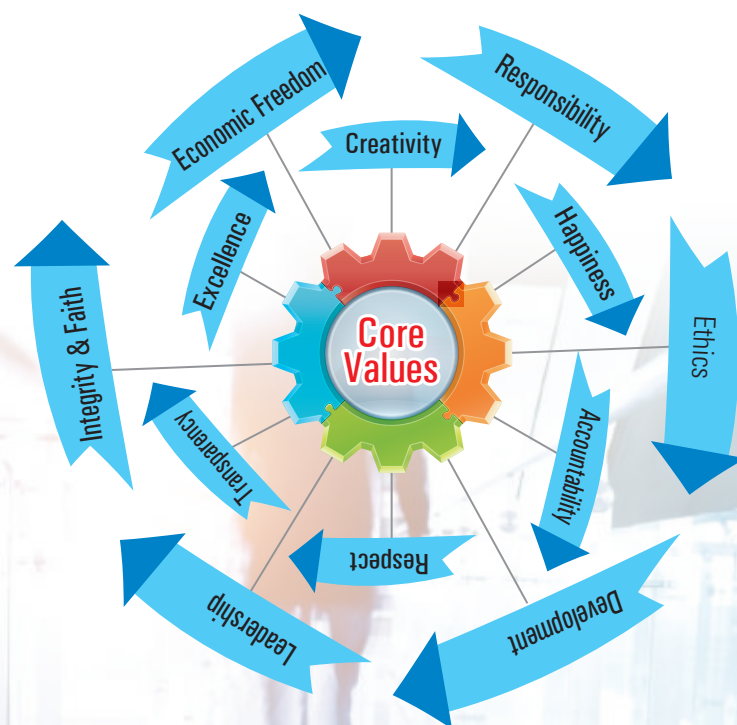 Economic Freedom
Responsibility
Creativity
Happiness
Excellence
Ethics
Core
Values
Integrity & Faith
Accountability
Transparency
Respect
Development
Leadership